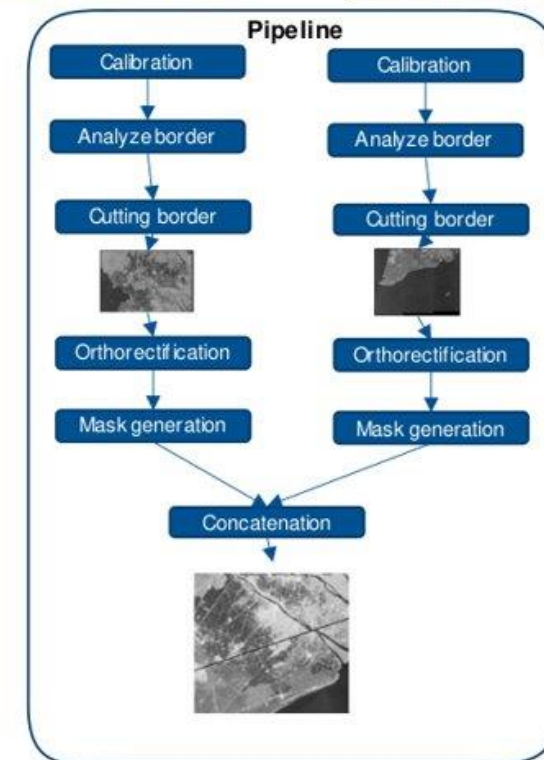 Pipeline
Calibration
Analyze border
Cutting border
Orthorectification
Mask generation
Calibration
Analyze border
Cutting border
Orthorectification
Mask generation
Concatenation